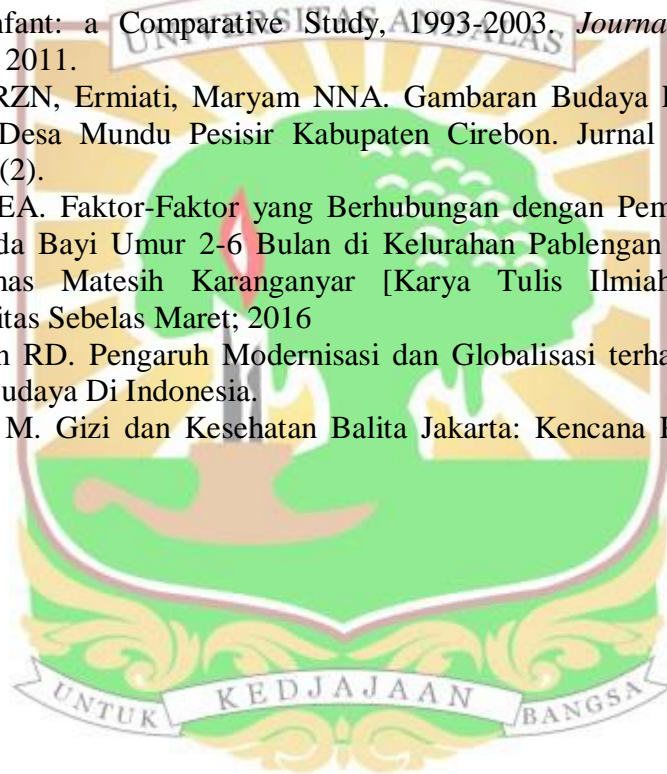 nfant: a Comparative Study, 1993-2003. Journa
UNIVERSITAS ANDALAS
2011.
RZN, Ermiati, Maryam NNA. Gambaran Budaya
Desa Mundu Pesisir Kabupaten Cirebon. Jurnal
(2).
EA. Faktor-Faktor yang Berhubungan dengan Pem
da Bayi Umur 2-6 Bulan di Kelurahan Pablengan
nas Matesih Karanganyar [Karya Tulis Ilmiah
itas Sebelas Maret; 2016
RD. Pengaruh Modernisasi dan Globalisasi terha
udaya Di Indonesia.
M. Gizi dan Kesehatan Balita Jakarta: Kencana
UNTUK KEDJAJAAN BANGSA